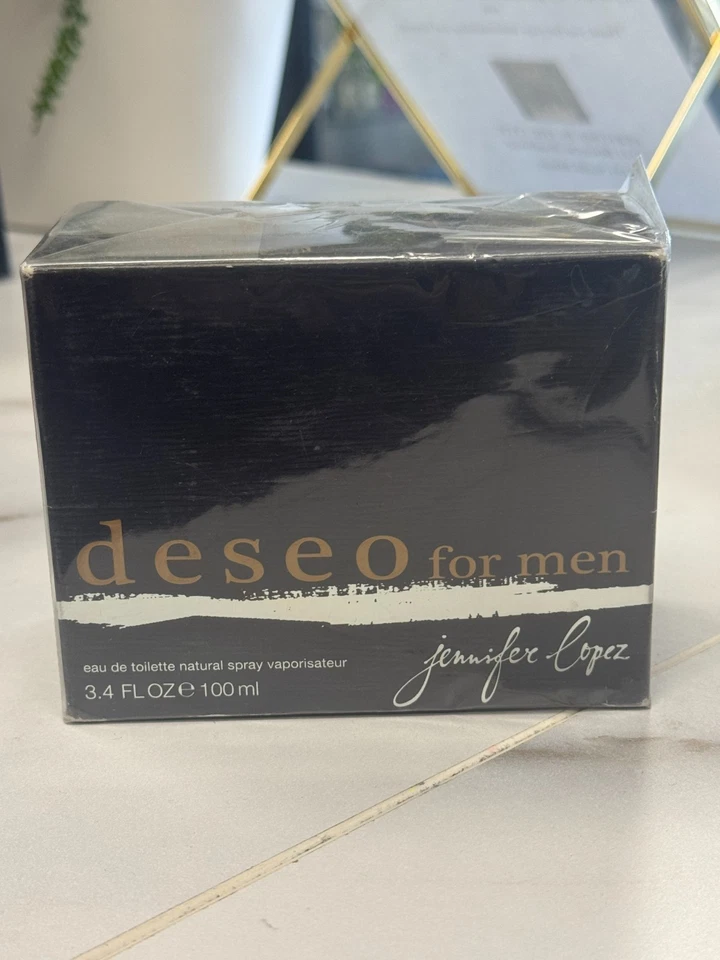 deseo for men
eau de toilette natural spray vaporisateur
jennifer lopez
3.4 FL OZ ℮ 100 ml